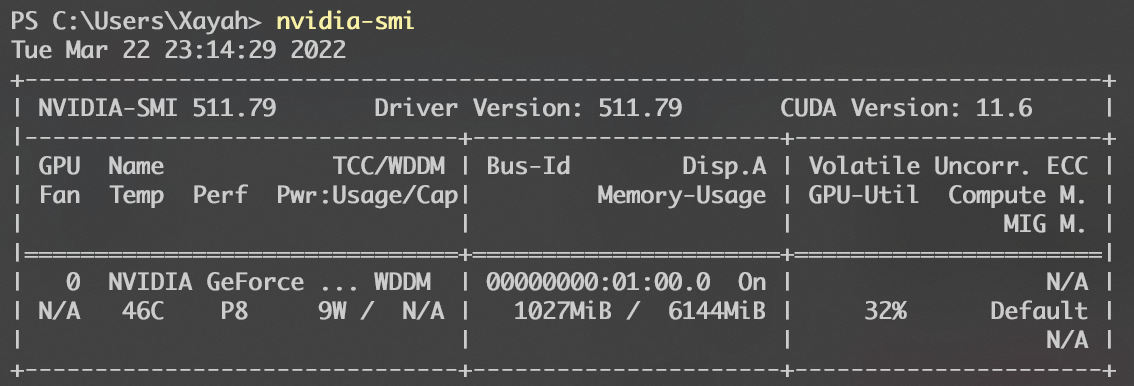 PS C:\Users\Xayah> nvidia-smi
Tue Mar 22 23:14:29 2022
+-----------------------------------------------------------------------------+
| NVIDIA-SMI 511.79       Driver Version: 511.79       CUDA Version: 11.6     |
|-------------------------------+----------------------+----------------------+
| GPU  Name            TCC/WDDM | Bus-Id        Disp.A | Volatile Uncorr. ECC |
| Fan  Temp  Perf  Pwr:Usage/Cap|         Memory-Usage | GPU-Util  Compute M. |
|                               |                      |               MIG M. |
|===============================+======================+======================|
|   0  NVIDIA GeForce ... WDDM  | 00000000:01:00.0  On |                  N/A |
| N/A   46C    P8     9W /  N/A |   1027MiB /  6144MiB |     32%      Default |
|                               |                      |                  N/A |
+-------------------------------+----------------------+----------------------+